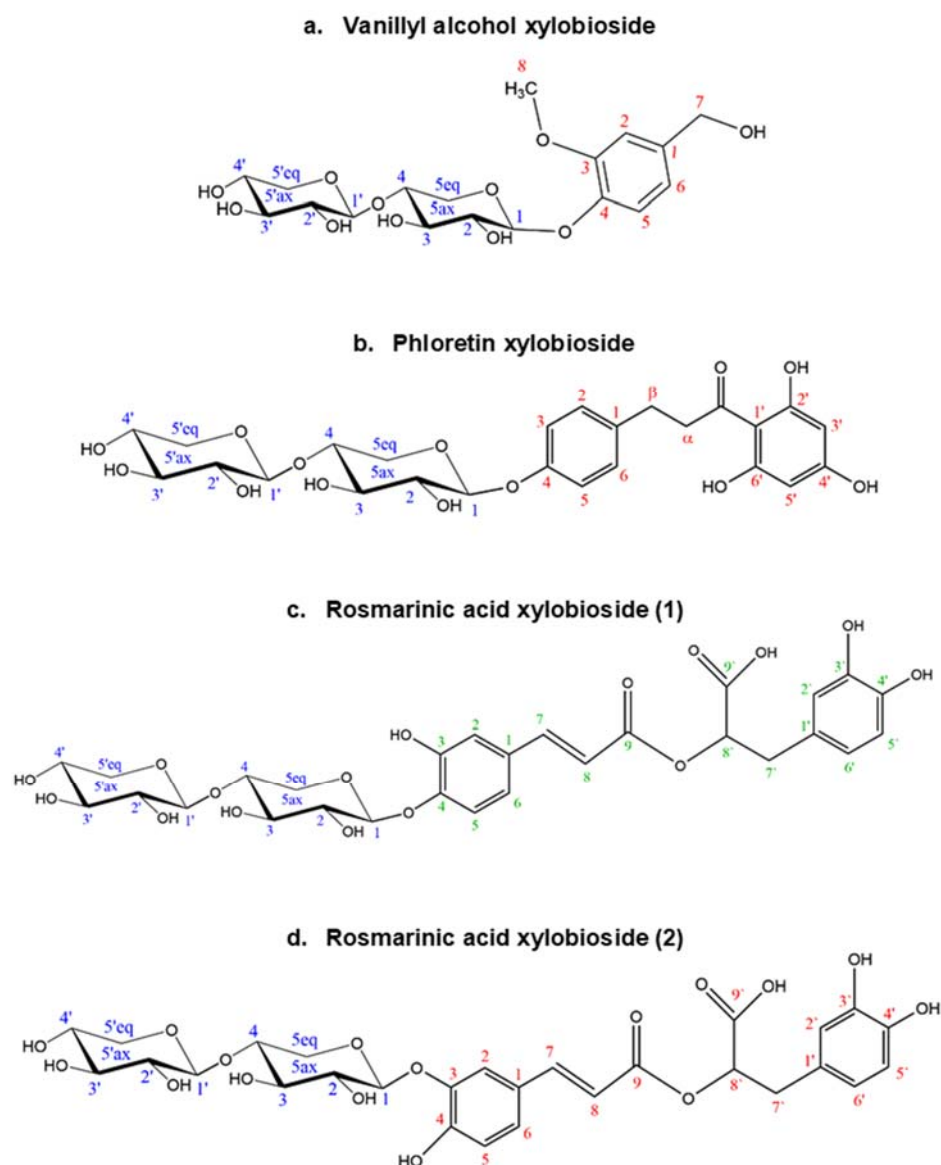 a. Vanillyl alcohol xylobioside
8
H₃C
7
2
OH
O
3
1
4'
5'eq
O
4
5eq
O
6
HO
5'ax
1'
O
5ax
1
4
5
HO
2'
OH
HO
2
OH
O
3'
3
b. Phloretin xylobioside
O
OH
2
β
2'
3
1
1'
3'
4'
5'eq
O
4
5eq
O
α
HO
5'ax
O
5ax
4
6
6'
4'
OH
HO
2'
OH
1'
HO
2
OH
1
O
5
HO
5'
3'
3
c. Rosmarinic acid xylobioside (1)
OH
O
OH
3'
9`
4'
OH
O
2`
HO
3
2
7
1'
5`
1
9
O
8`
4'
5'eq
O
4
5eq
O
8
7`
6'
HO
5'ax
O
5ax
4
6
HO
2'
OH
1'
HO
2
OH
1
O
5
3'
3
d. Rosmarinic acid xylobioside (2)
OH
O
OH
3'
9`
4'
OH
O
2`
4'
5'eq
O
4
5eq
O
2
7
1'
5`
HO
5'ax
O
5ax
O
3
1
9
O
8`
HO
2'
OH
1'
HO
2
OH
1
8
7`
6'
3'
3
4
6
HO
5